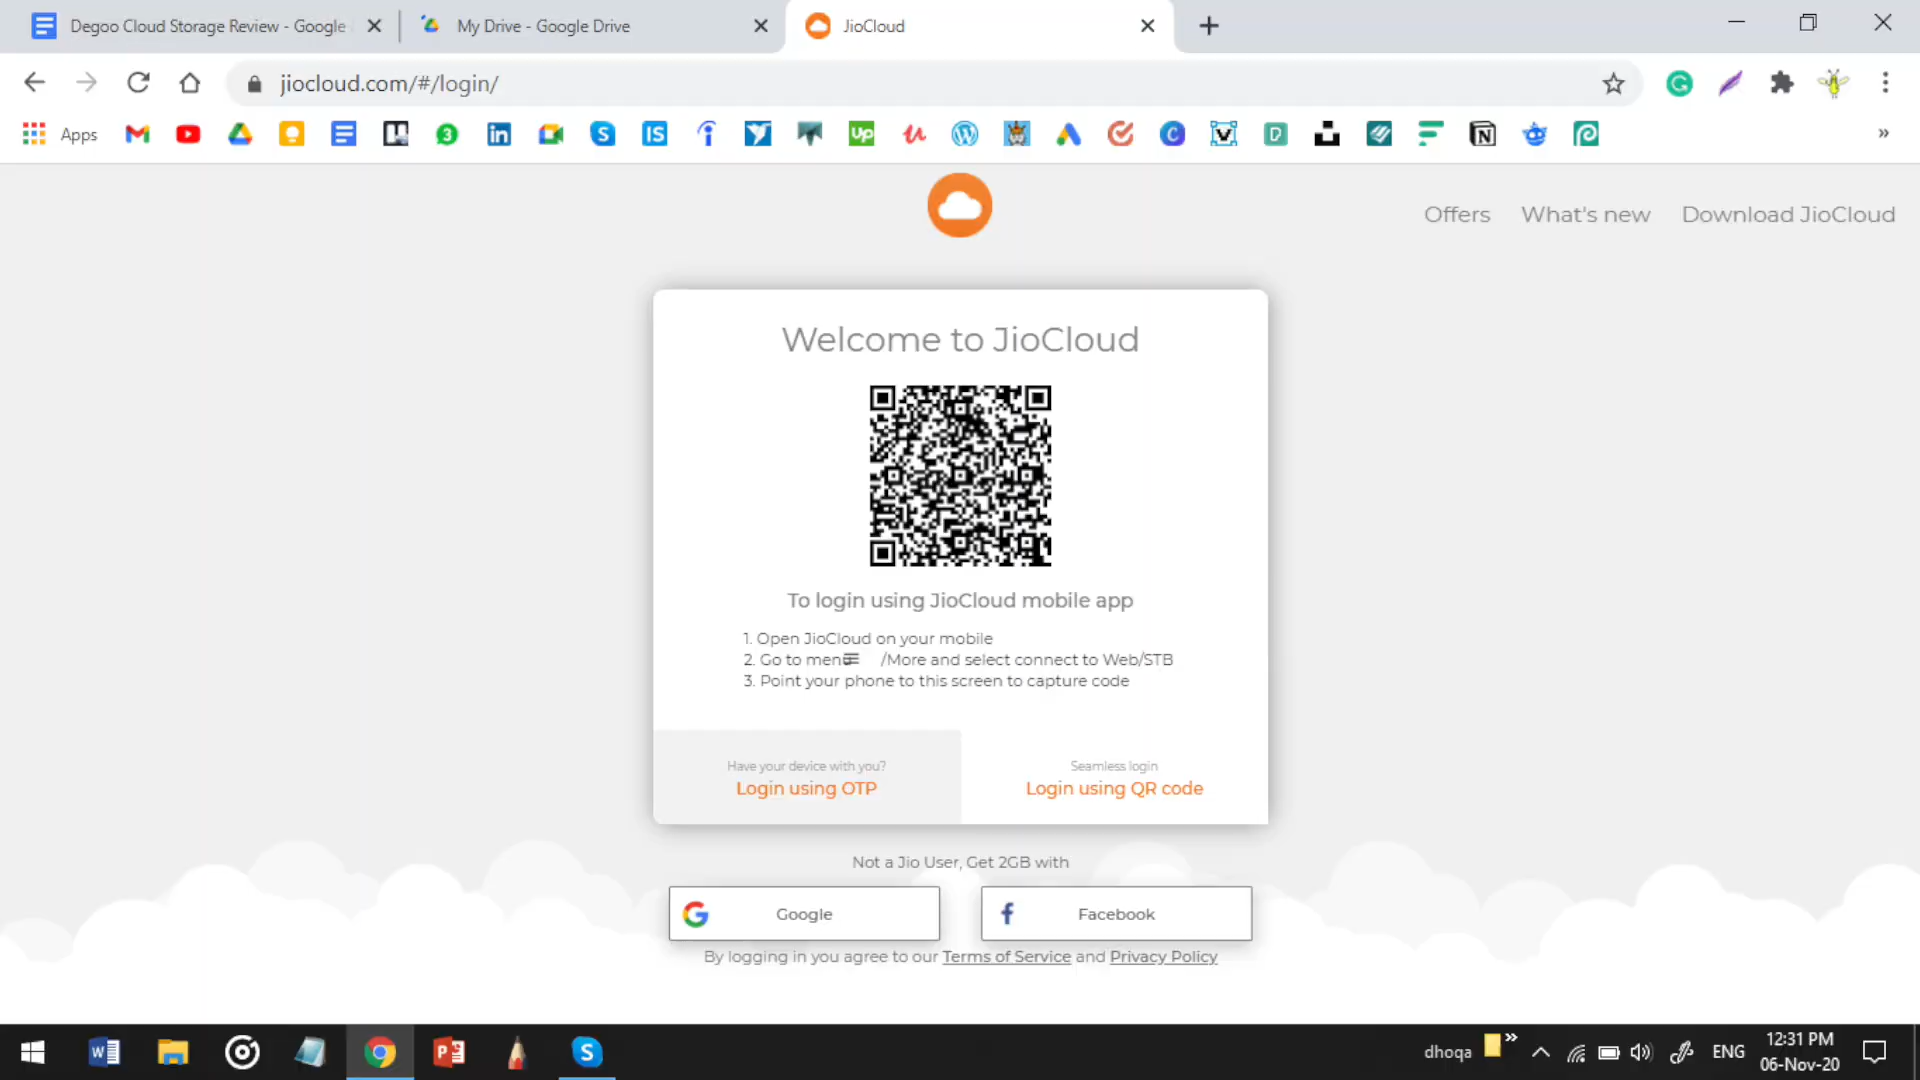 Degoo Cloud Storage Review - Google
My Drive - Google Drive
JioCloud
jiocloud.com/#/login/
Apps
Offers
What's new
Download JioCloud
Welcome to JioCloud
To login using JioCloud mobile app
1. Open JioCloud on your mobile
2. Go to menu /More and select connect to Web/STB
3. Point your phone to this screen to capture code
Have your device with you?
Login using OTP
Seamless login
Login using QR code
Not a Jio User, Get 2GB with
Google
Facebook
By logging in you agree to our Terms of Service and Privacy Policy
dhoqa
ENG
12:31 PM
06-Nov-20